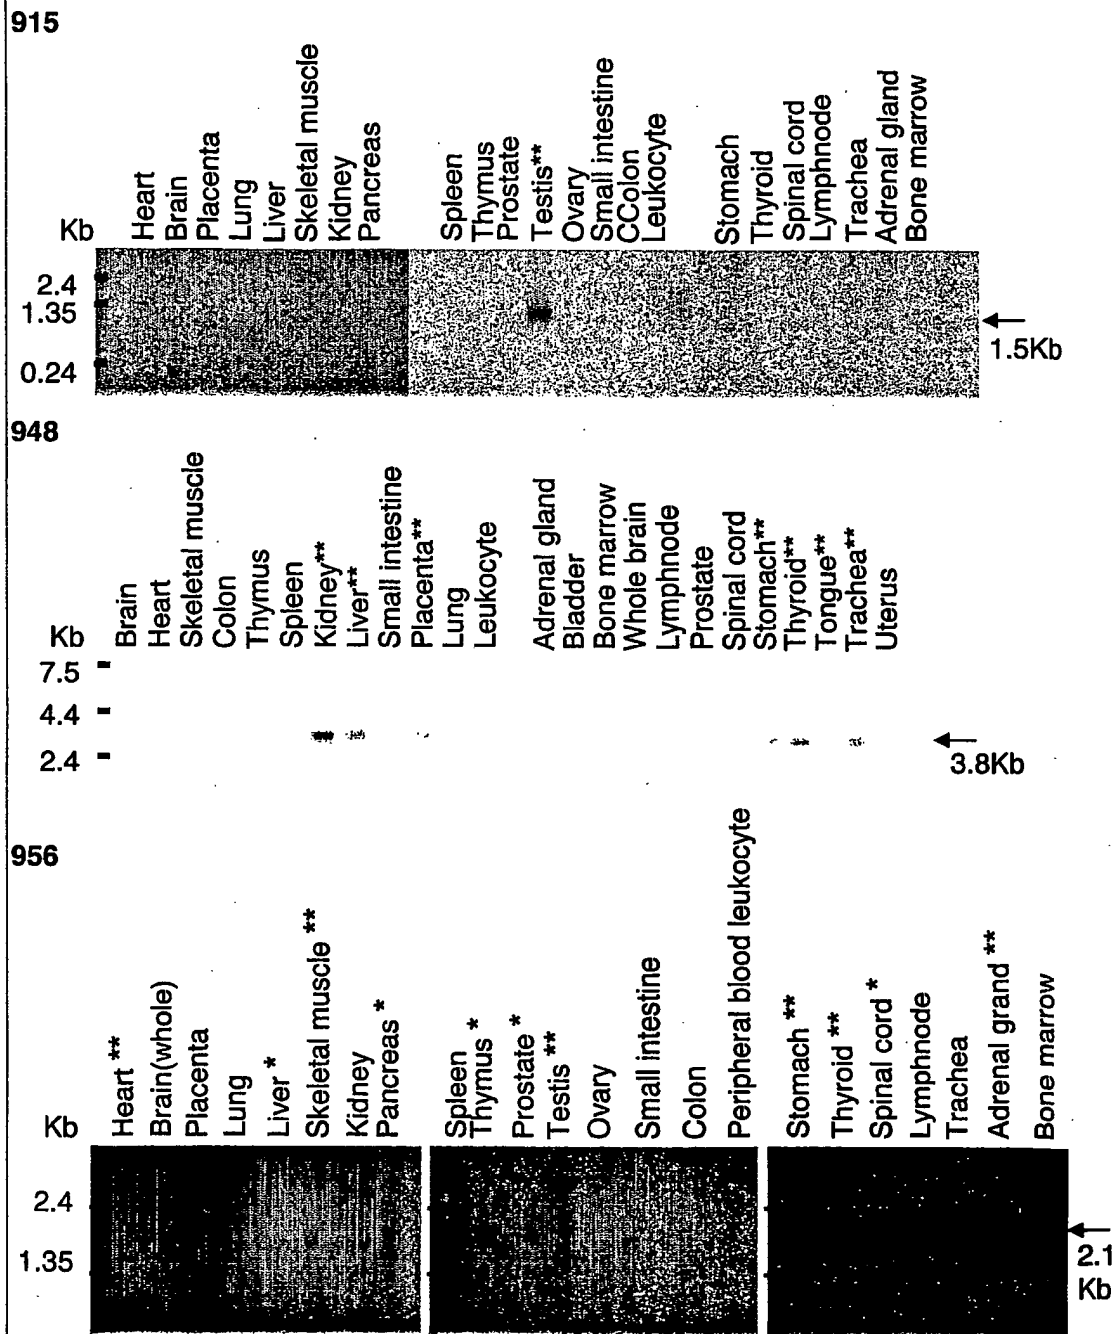 915
Kb
Heart
Brain
Placenta
Lung
Liver
Skeletal muscle
Kidney
Pancreas
Spleen
Thymus
Prostate
Testis**
Ovary
Small intestine
CColon
Leukocyte
Stomach
Thyroid
Spinal cord
Lymphnode
Trachea
Adrenal gland
Bone marrow
2.4
1.35
0.24
1.5Kb
948
Kb
Brain
Heart
Skeletal muscle
Colon
Thymus
Spleen
Kidney**
Liver**
Small intestine
Placenta**
Lung
Leukocyte
Adrenal gland
Bladder
Bone marrow
Whole brain
Lymphnode
Prostate
Spinal cord
Stomach**
Thyroid**
Tongue**
Trachea**
Uterus
7.5
4.4
2.4
3.8Kb
956
Kb
Heart **
Brain(whole)
Placenta
Lung
Liver *
Skeletal muscle **
Kidney
Pancreas *
Spleen
Thymus *
Prostate *
Testis **
Ovary
Small intestine
Colon
Peripheral blood leukocyte
Stomach **
Thyroid **
Spinal cord *
Lymphnode
Trachea
Adrenal grand **
Bone marrow
2.4
1.35
2.1
Kb